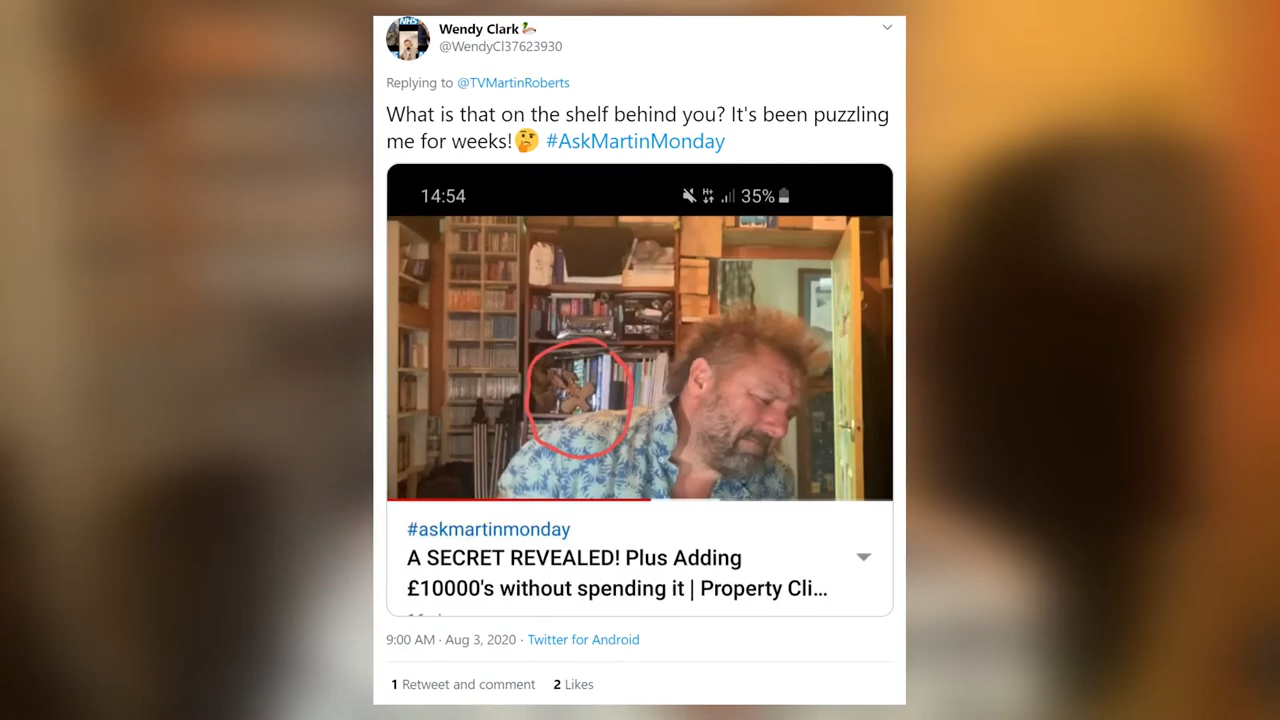 NHS
Wendy Clark
@WendyCl37623930
Replying to @TVMartinRoberts
What is that on the shelf behind you? It's been puzzling
me for weeks!🤔 #AskMartinMonday
14:54 H+ 35%
#askmartinmonday
A SECRET REVEALED! Plus Adding
£10000's without spending it | Property Cli...
9:00 AM · Aug 3, 2020 · Twitter for Android
1 Retweet and comment 2 Likes